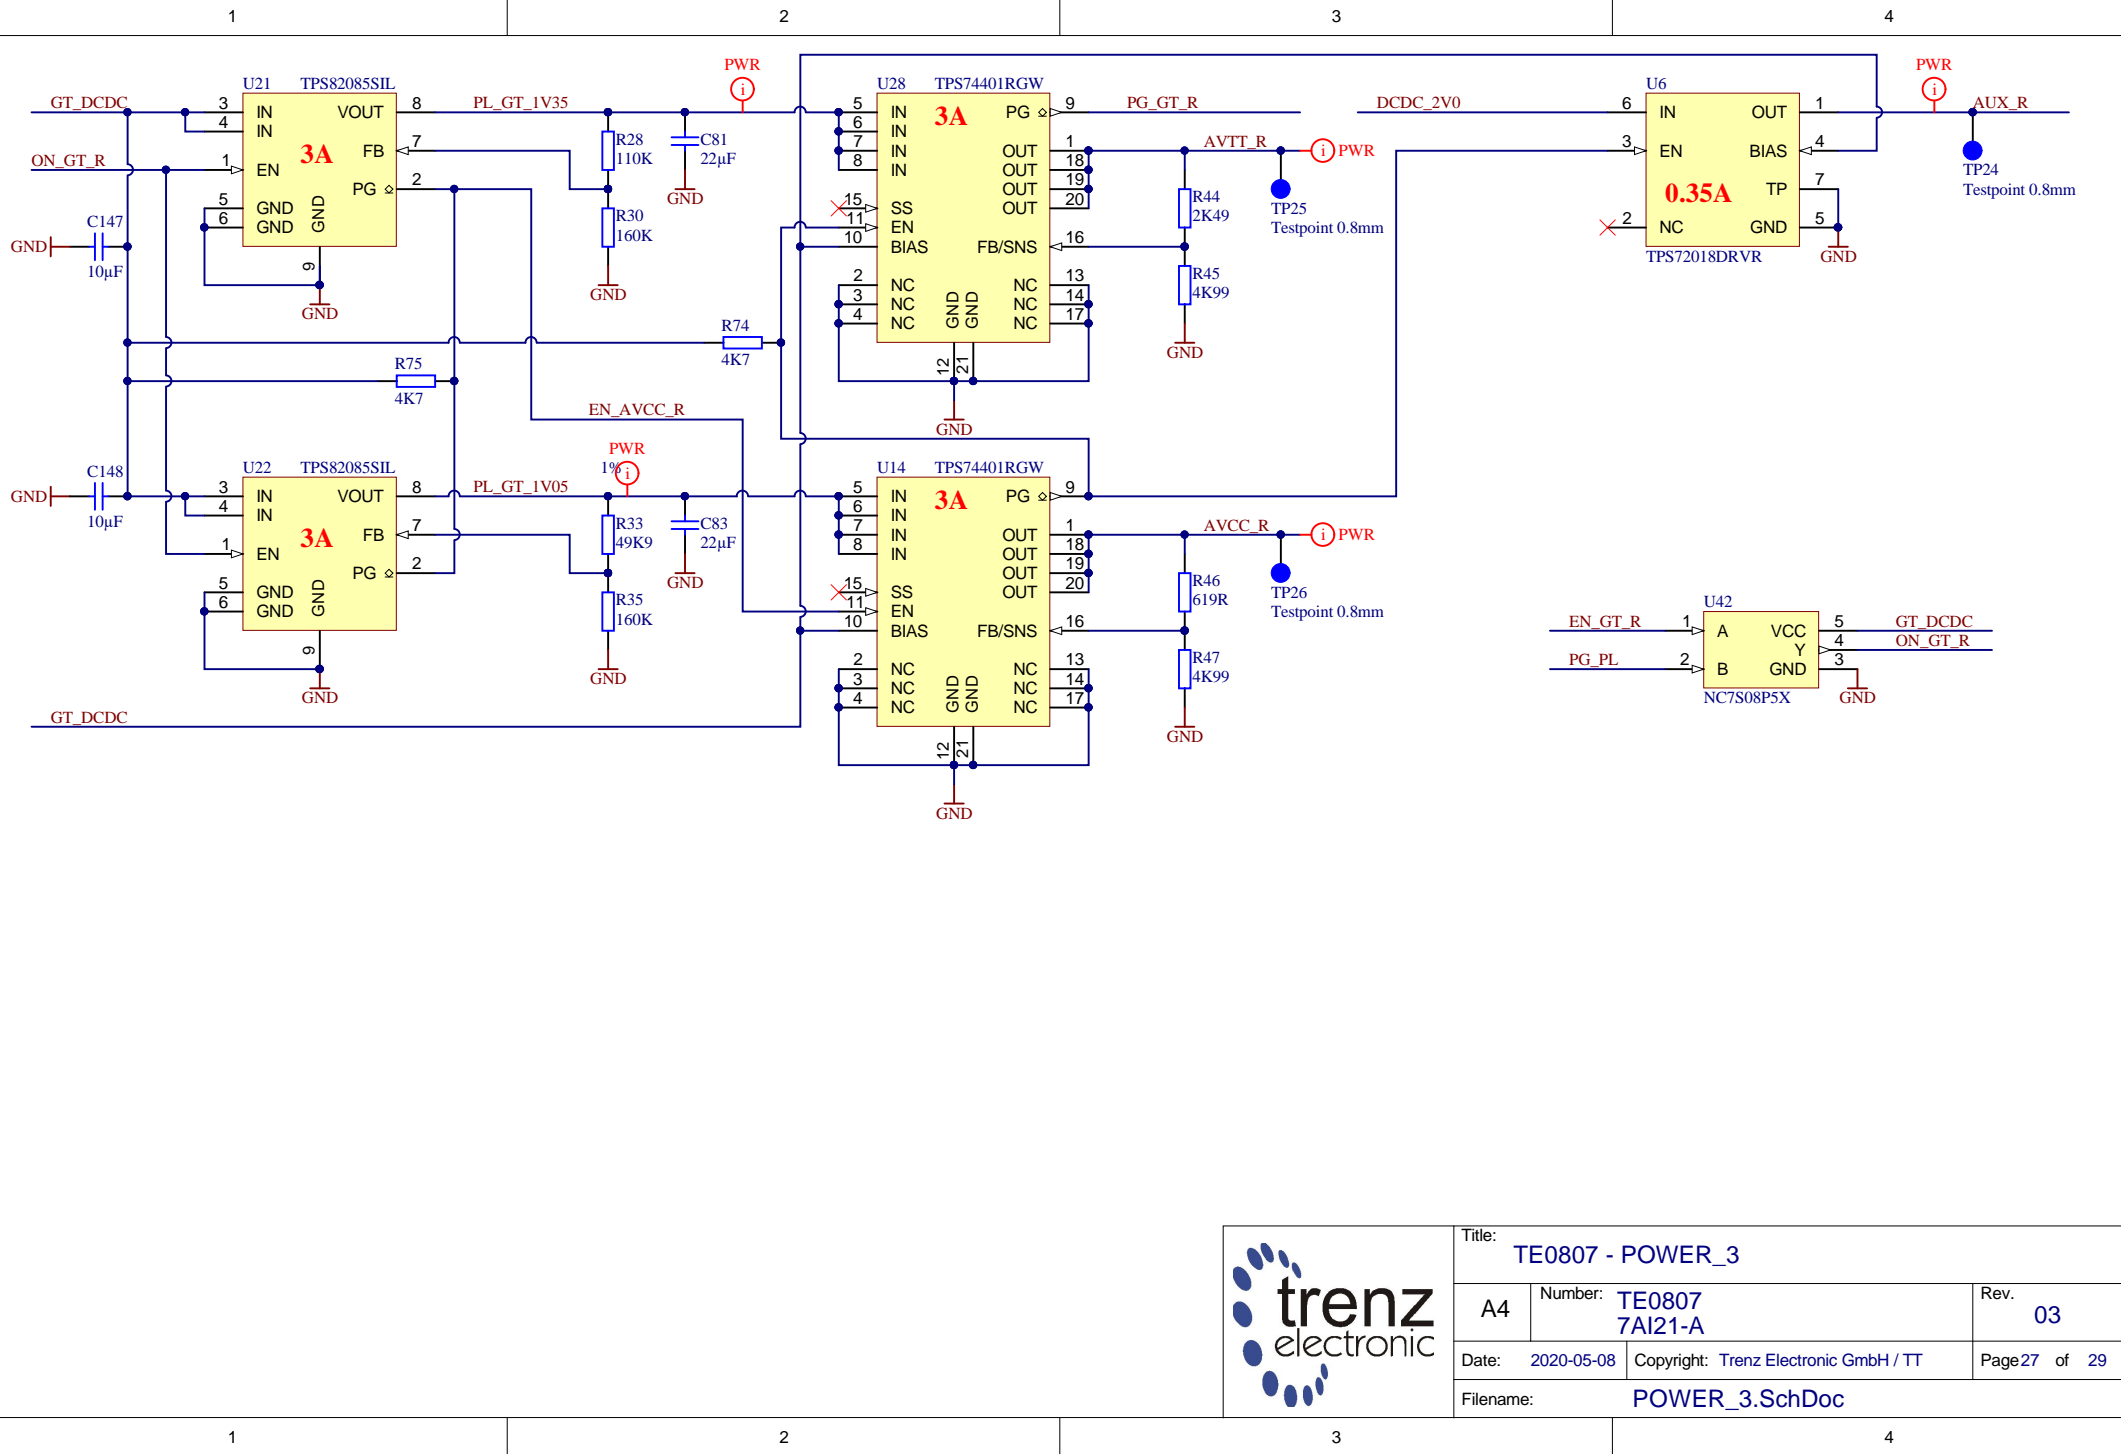 1
2
3
4
U21 TPS82085SIL
GT_DCDC
3 IN
4 IN
ON_GT_R
1 EN
5 GND
6 GND
GND
9
GND
VOUT 8
FB 7
PG 2
3A
PL_GT_1V35
PWR
i
R28
110K
R30
160K
GND
C81
22µF
GND
C147
10µF
GND
R74
4K7
R75
4K7
EN_AVCC_R
U28 TPS74401RGW
3A
5 IN
6 IN
7 IN
8 IN
15 SS
11 EN
10 BIAS
2 NC
3 NC
4 NC
GND
GND
12
21
GND
PG 9
OUT 1
OUT 18
OUT 19
OUT 20
FB/SNS 16
NC 13
NC 14
NC 17
PG_GT_R
AVTT_R
i PWR
TP25
Testpoint 0.8mm
R44
2K49
R45
4K99
GND
DCDC_2V0
U6
6 IN
3 EN
2 NC
OUT 1
BIAS 4
TP 7
GND 5
0.35A
TPS72018DRVR
GND
PWR
i
AUX_R
TP24
Testpoint 0.8mm
C148
10µF
GND
U22 TPS82085SIL
3 IN
4 IN
1 EN
5 GND
6 GND
GND
9
GND
VOUT 8
FB 7
PG 2
3A
PL_GT_1V05
PWR
1%
i
R33
49K9
R35
160K
GND
C83
22µF
GND
GT_DCDC
U14 TPS74401RGW
3A
5 IN
6 IN
7 IN
8 IN
15 SS
11 EN
10 BIAS
2 NC
3 NC
4 NC
GND
GND
12
21
GND
PG 9
OUT 1
OUT 18
OUT 19
OUT 20
FB/SNS 16
NC 13
NC 14
NC 17
AVCC_R
i PWR
TP26
Testpoint 0.8mm
R46
619R
R47
4K99
GND
U42
EN_GT_R 1 A
PG_PL 2 B
VCC 5 GT_DCDC
Y 4 ON_GT_R
GND 3
GND
NC7S08P5X
trenz
electronic
Title:
TE0807 - POWER_3
A4
Number: TE0807
7AI21-A
Rev.
03
Date: 2020-05-08
Copyright: Trenz Electronic GmbH / TT
Page 27 of 29
Filename: POWER_3.SchDoc
1
2
3
4